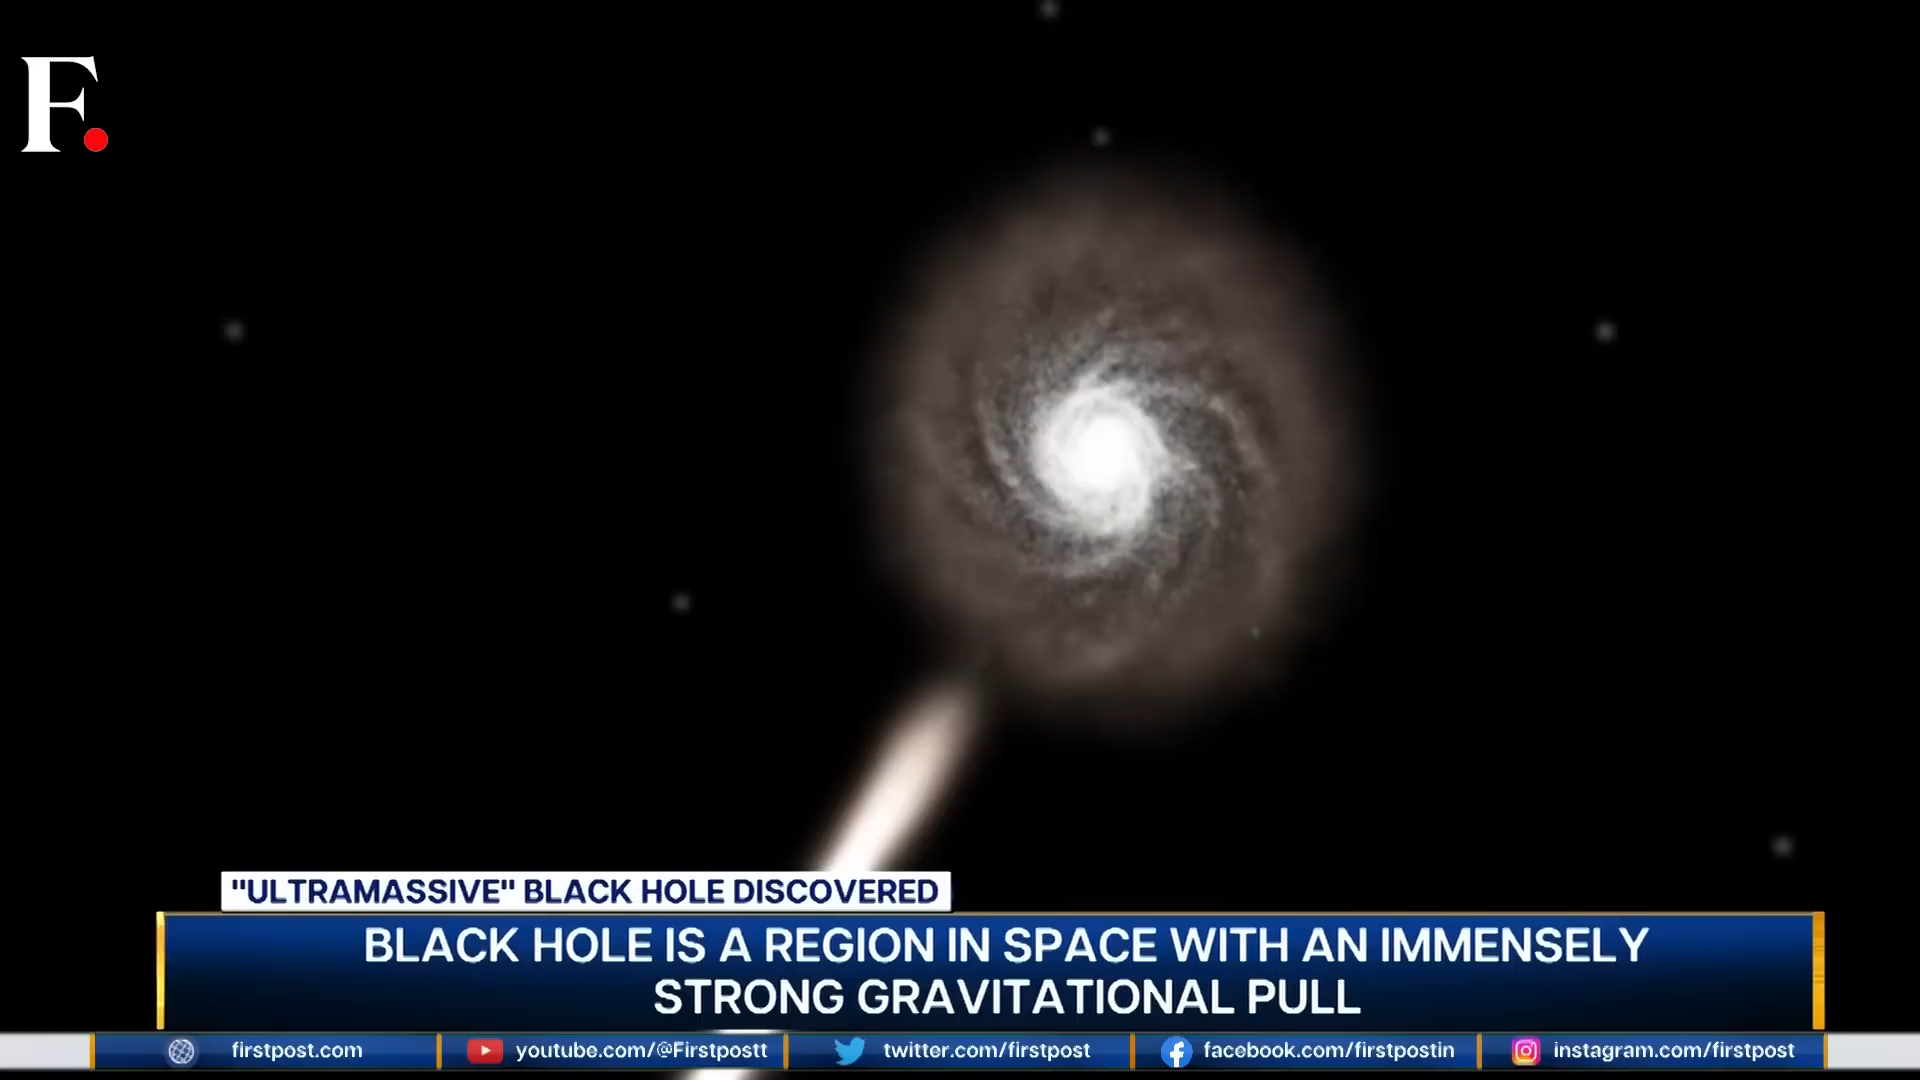 F.
"ULTRAMASSIVE" BLACK HOLE DISCOVERED
BLACK HOLE IS A REGION IN SPACE WITH AN IMMENSELY
STRONG GRAVITATIONAL PULL
firstpost.com youtube.com/@Firstpostt twitter.com/firstpost facebook.com/firstpostin instagram.com/firstpost